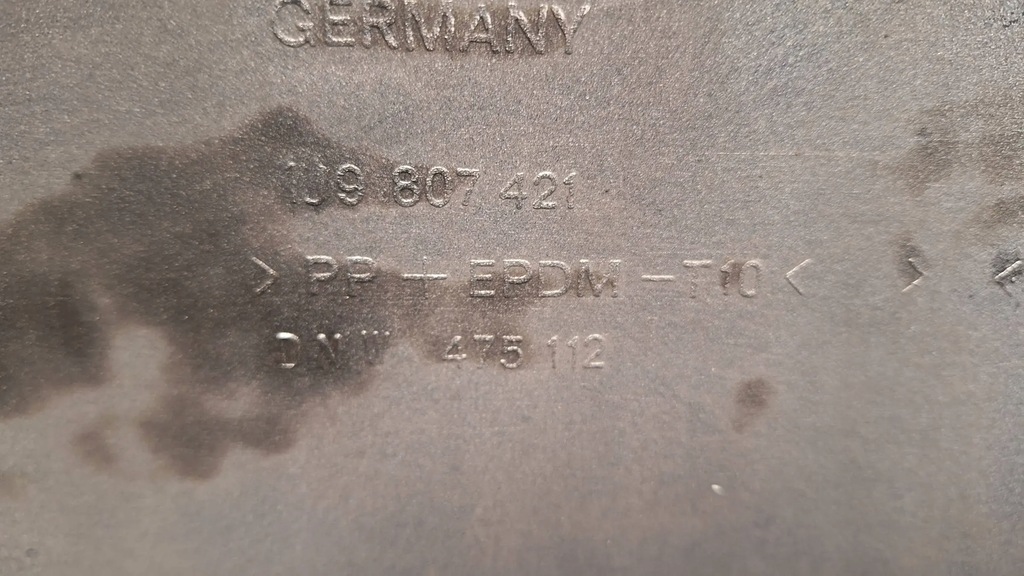 GERMANY
1J9 807 421
> PP + EPDM - T10 < > <
DNW 475 112